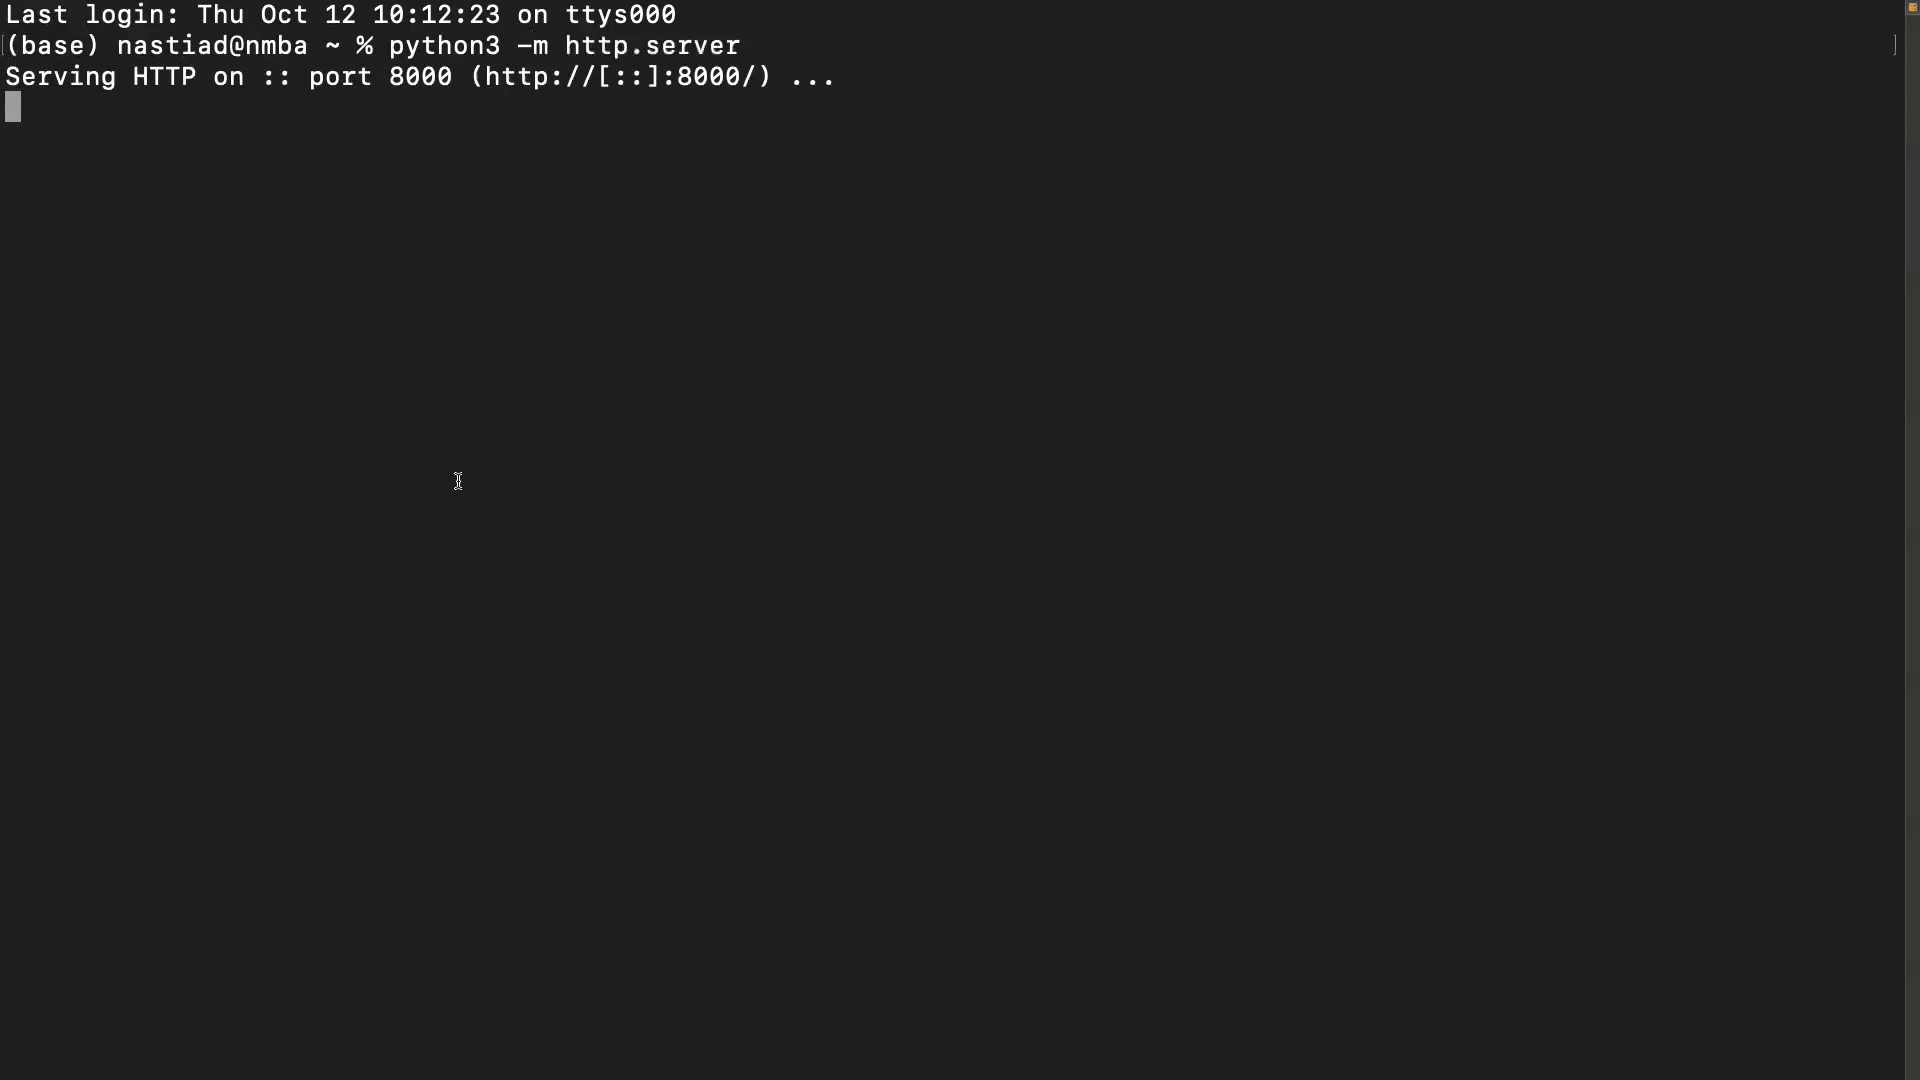 Last login: Thu Oct 12 10:12:23 on ttys000
(base) nastiad@nmba ~ % python3 -m http.server
Serving HTTP on :: port 8000 (http://[::]:8000/) ...